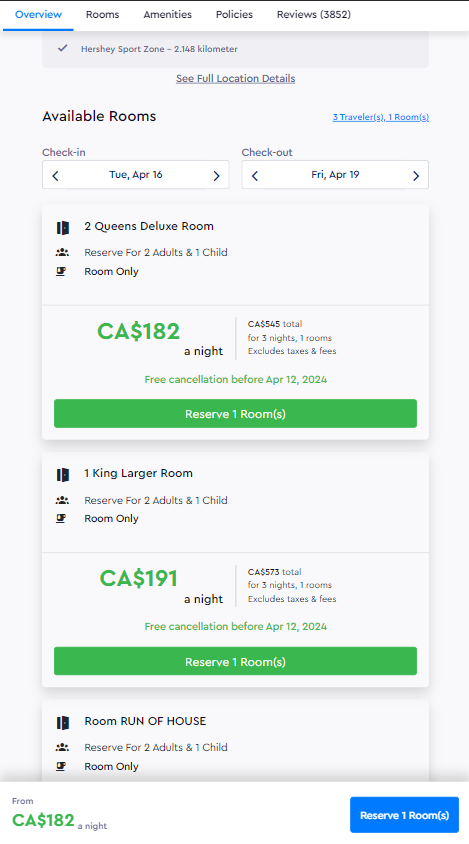 Overview Rooms Amenities Policies Reviews (3852)
Hershey Sport Zone - 2.148 kilometer
See Full Location Details
Available Rooms
3 Traveler(s), 1 Room(s)
Check-in Check-out
Tue, Apr 16 Fri, Apr 19
2 Queens Deluxe Room
Reserve For 2 Adults & 1 Child
Room Only
CA$182 a night
CA$545 total
for 3 nights, 1 rooms
Excludes taxes & fees
Free cancellation before Apr 12, 2024
Reserve 1 Room(s)
1 King Larger Room
Reserve For 2 Adults & 1 Child
Room Only
CA$191 a night
CA$573 total
for 3 nights, 1 rooms
Excludes taxes & fees
Free cancellation before Apr 12, 2024
Reserve 1 Room(s)
Room RUN OF HOUSE
Reserve For 2 Adults & 1 Child
Room Only
From
CA$182 a night
Reserve 1 Room(s)